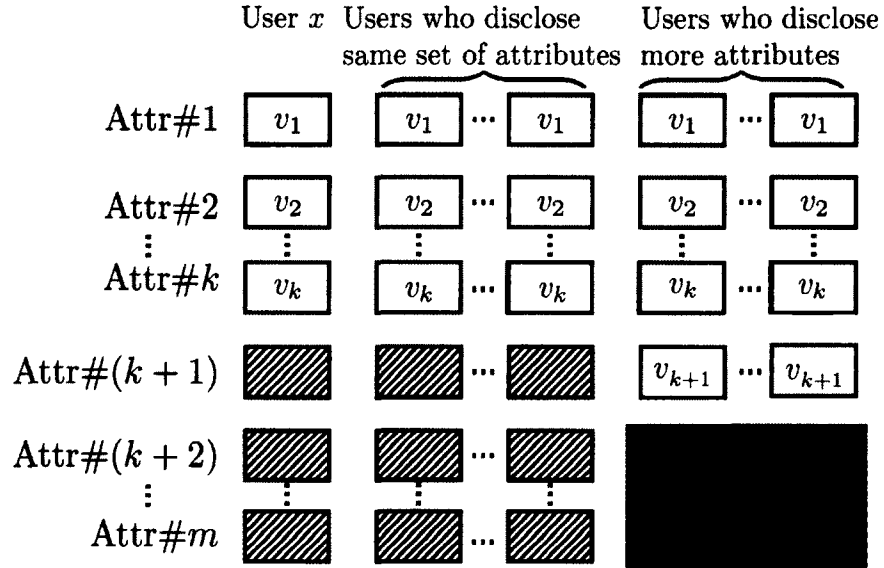 User x Users who disclose same set of attributes Users who disclose more attributes
Attr#1 v₁ v₁ ... v₁ v₁ ... v₁
Attr#2 v₂ v₂ ... v₂ v₂ ... v₂
Attr#k vₖ vₖ ... vₖ vₖ ... vₖ
Attr#(k + 1) ... vₖ₊₁ ... vₖ₊₁
Attr#(k + 2) ...
Attr#m ...